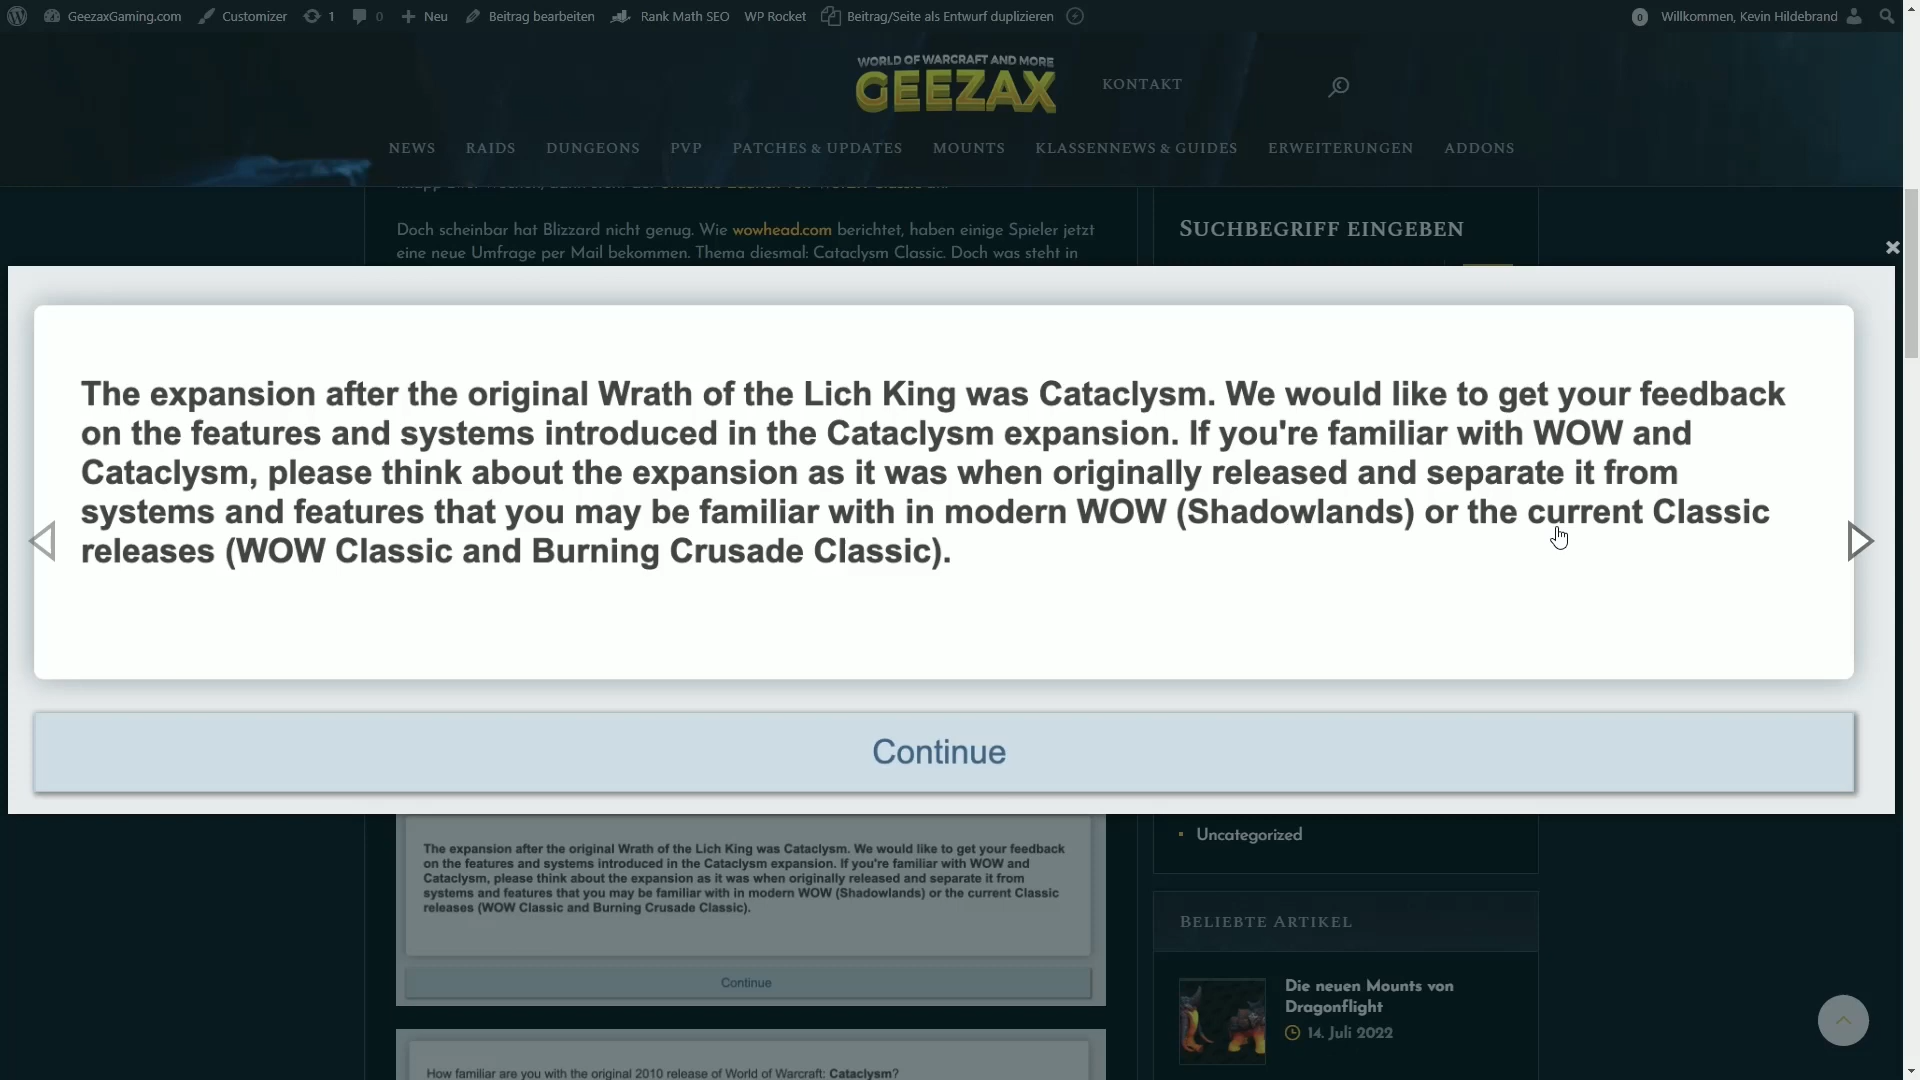 GeezaxGaming.com Customizer 1 0 Neu Beitrag bearbeiten Rank Math SEO WP Rocket Beitrag/Seite als Entwurf duplizieren 0 Willkommen, Kevin Hildebrand
WORLD OF WARCRAFT AND MORE
GEEZAX
KONTAKT
NEWS RAIDS DUNGEONS PVP PATCHES & UPDATES MOUNTS KLASSENNEWS & GUIDES ERWEITERUNGEN ADDONS
Doch scheinbar hat Blizzard nicht genug. Wie wowhead.com berichtet, haben einige Spieler jetzt
eine neue Umfrage per Mail bekommen. Thema diesmal: Cataclysm Classic. Doch was steht in
SUCHBEGRIFF EINGEBEN
The expansion after the original Wrath of the Lich King was Cataclysm. We would like to get your feedback
on the features and systems introduced in the Cataclysm expansion. If you're familiar with WOW and
Cataclysm, please think about the expansion as it was when originally released and separate it from
systems and features that you may be familiar with in modern WOW (Shadowlands) or the current Classic
releases (WOW Classic and Burning Crusade Classic).
Continue
The expansion after the original Wrath of the Lich King was Cataclysm. We would like to get your feedback
on the features and systems introduced in the Cataclysm expansion. If you're familiar with WOW and
Cataclysm, please think about the expansion as it was when originally released and separate it from
systems and features that you may be familiar with in modern WOW (Shadowlands) or the current Classic
releases (WOW Classic and Burning Crusade Classic).
Continue
How familiar are you with the original 2010 release of World of Warcraft: Cataclysm?
Uncategorized
BELIEBTE ARTIKEL
Die neuen Mounts von
Dragonflight
14. Juli 2022